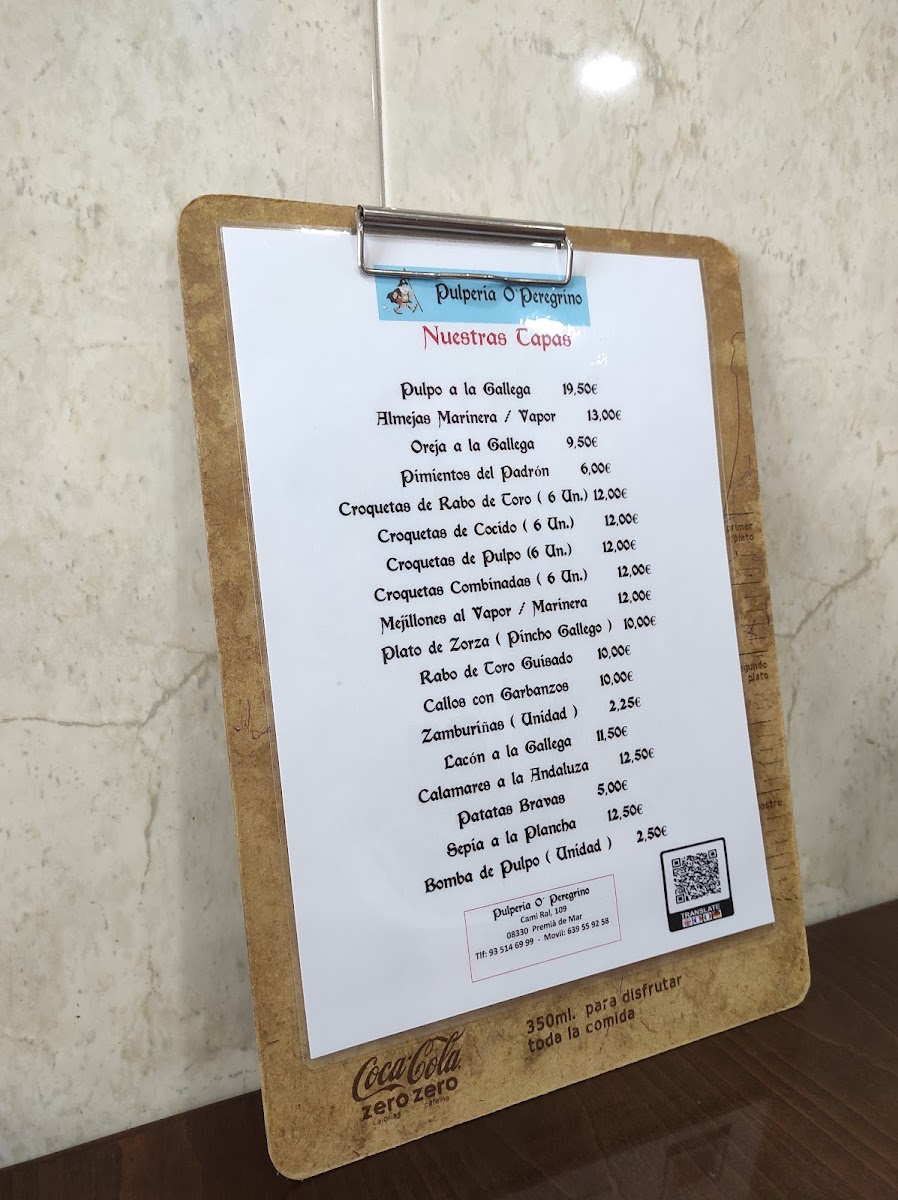 Pulpería O Peregrino
Nuestras Tapas
Pulpo a la Gallega 19,50€
Almejas Marinera / Vapor 13,00€
Oreja a la Gallega 9,50€
Pimientos del Padrón 6,00€
Croquetas de Rabo de Toro ( 6 Un.) 12,00€
Croquetas de Cocido ( 6 Un.) 12,00€
Croquetas de Pulpo (6 Un.) 12,00€
Croquetas Combinadas ( 6 Un.) 12,00€
Mejillones al Vapor / Marinera 12,00€
Plato de Zorza ( Pincho Gallego ) 10,00€
Rabo de Toro Guisado 10,00€
Callos con Garbanzos 10,00€
Zamburiñas ( Unidad ) 2,25€
Lacón a la Gallega 11,50€
Calamares a la Andaluza 12,50€
Patatas Bravas 5,00€
Sepia a la Plancha 12,50€
Bomba de Pulpo ( Unidad ) 2,50€
Pulpería O' Peregrino
Camí Ral, 109
08330 Premià de Mar
Tlf: 93 514 69 99 - Movil: 639 55 92 58
TRANSLATE
primer
plato
segundo
plato
postre
350ml. para disfrutar
toda la comida
Coca-Cola
zero zero
calorías cafeína